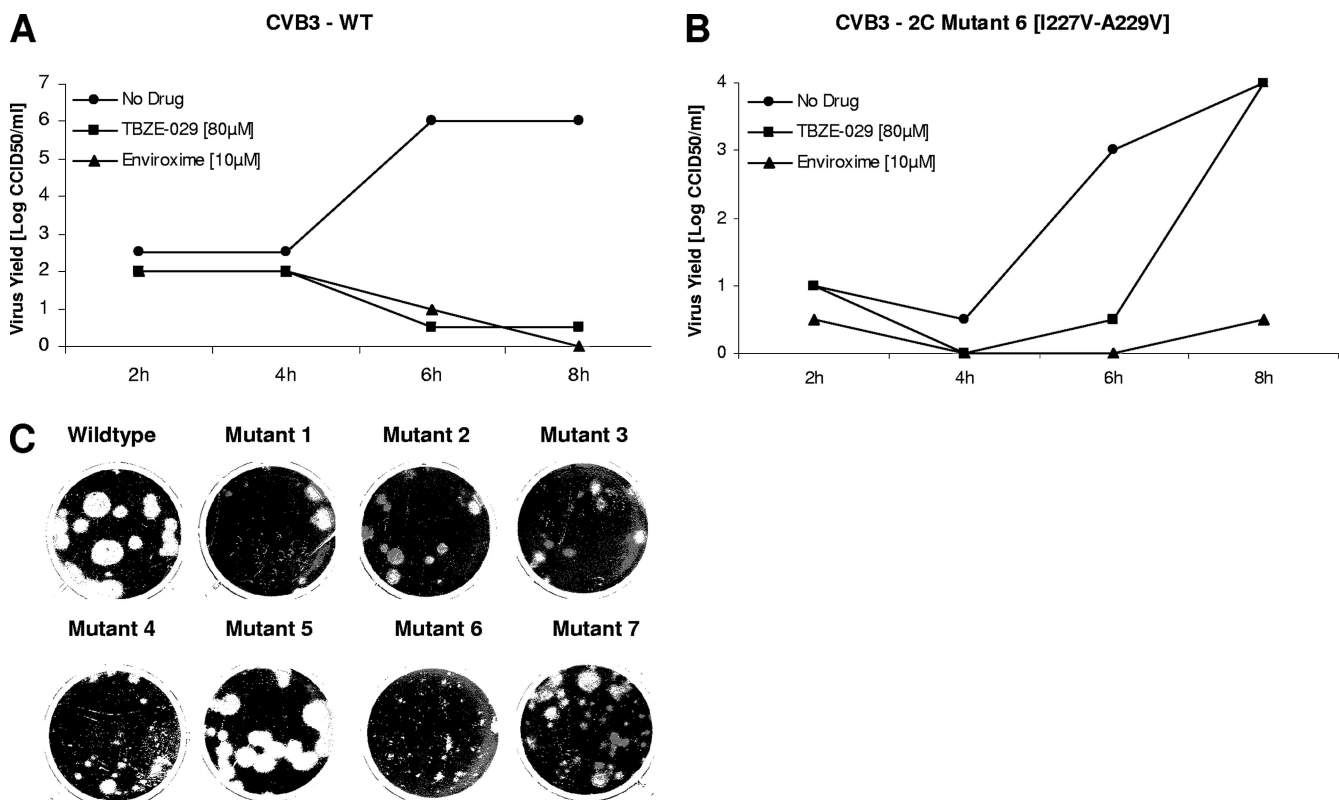 A
CVB3 - WT
Virus Yield [Log CCID50/ml]
7
6
5
4
3
2
1
0
No Drug
TBZE-029 [80µM]
Enviroxime [10µM]
2h 4h 6h 8h
B
CVB3 - 2C Mutant 6 [I227V-A229V]
Virus Yield [Log CCID50/ml]
4
3
2
1
0
No Drug
TBZE-029 [80µM]
Enviroxime [10µM]
2h 4h 6h 8h
C
Wildtype Mutant 1 Mutant 2 Mutant 3
Mutant 4 Mutant 5 Mutant 6 Mutant 7